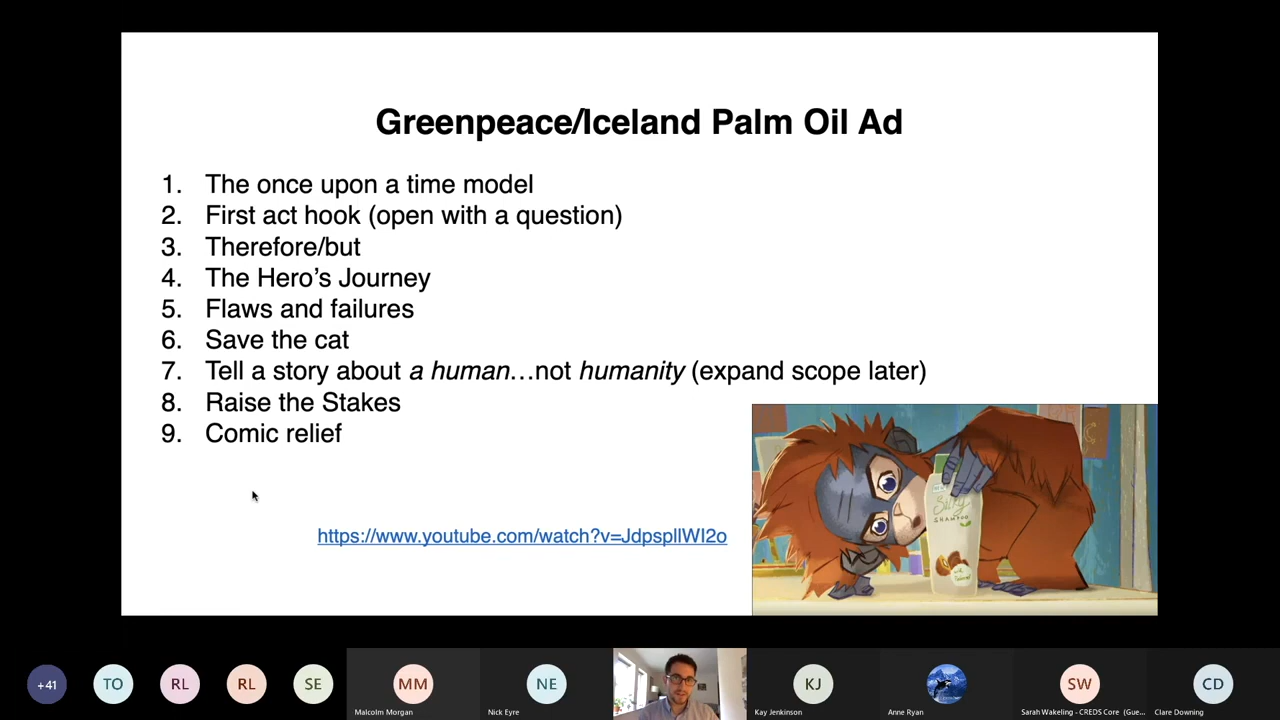 Greenpeace/Iceland Palm Oil Ad
1. The once upon a time model
2. First act hook (open with a question)
3. Therefore/but
4. The Hero’s Journey
5. Flaws and failures
6. Save the cat
7. Tell a story about a human…not humanity (expand scope later)
8. Raise the Stakes
9. Comic relief
https://www.youtube.com/watch?v=JdpspllWI2o
SHAMPOO
+41
TO
RL
RL
SE
MM
NE
KJ
SW
CD
Malcolm Morgan
Nick Eyre
Kay Jenkinson
Anne Ryan
Sarah Wakeling - CREDS Core (Gue...
Clare Downing